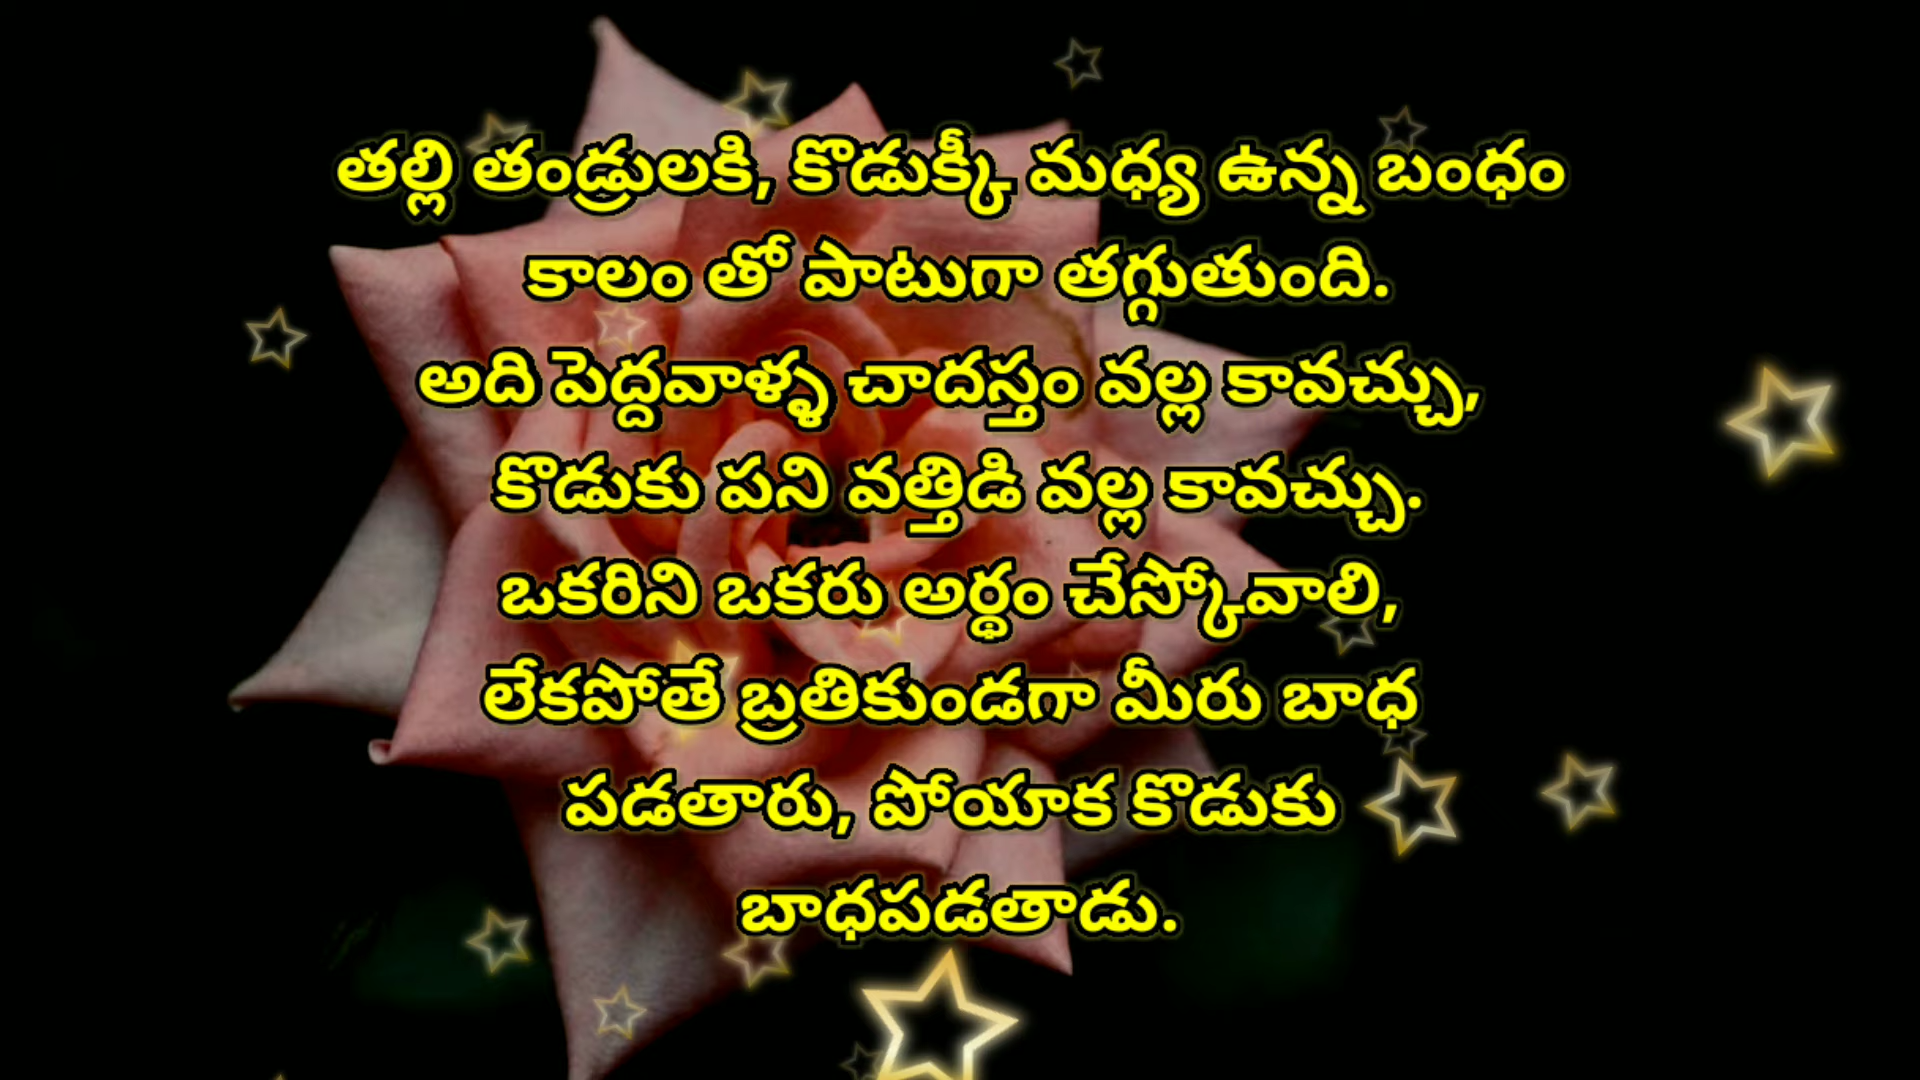 తల్లి తండ్రులకి, కొడుక్కీ మధ్య ఉన్న బంధం
కాలం తో పాటుగా తగ్గుతుంది.
అది పెద్దవాళ్ళ చాదస్తం వల్ల కావచ్చు,
కొడుకు పని వత్తిడి వల్ల కావచ్చు.
ఒకరిని ఒకరు అర్థం చేస్కోవాలి,
లేకపోతే బ్రతికుండగా మీరు బాధ
పడతారు, పోయాక కొడుకు
బాధపడతాడు.